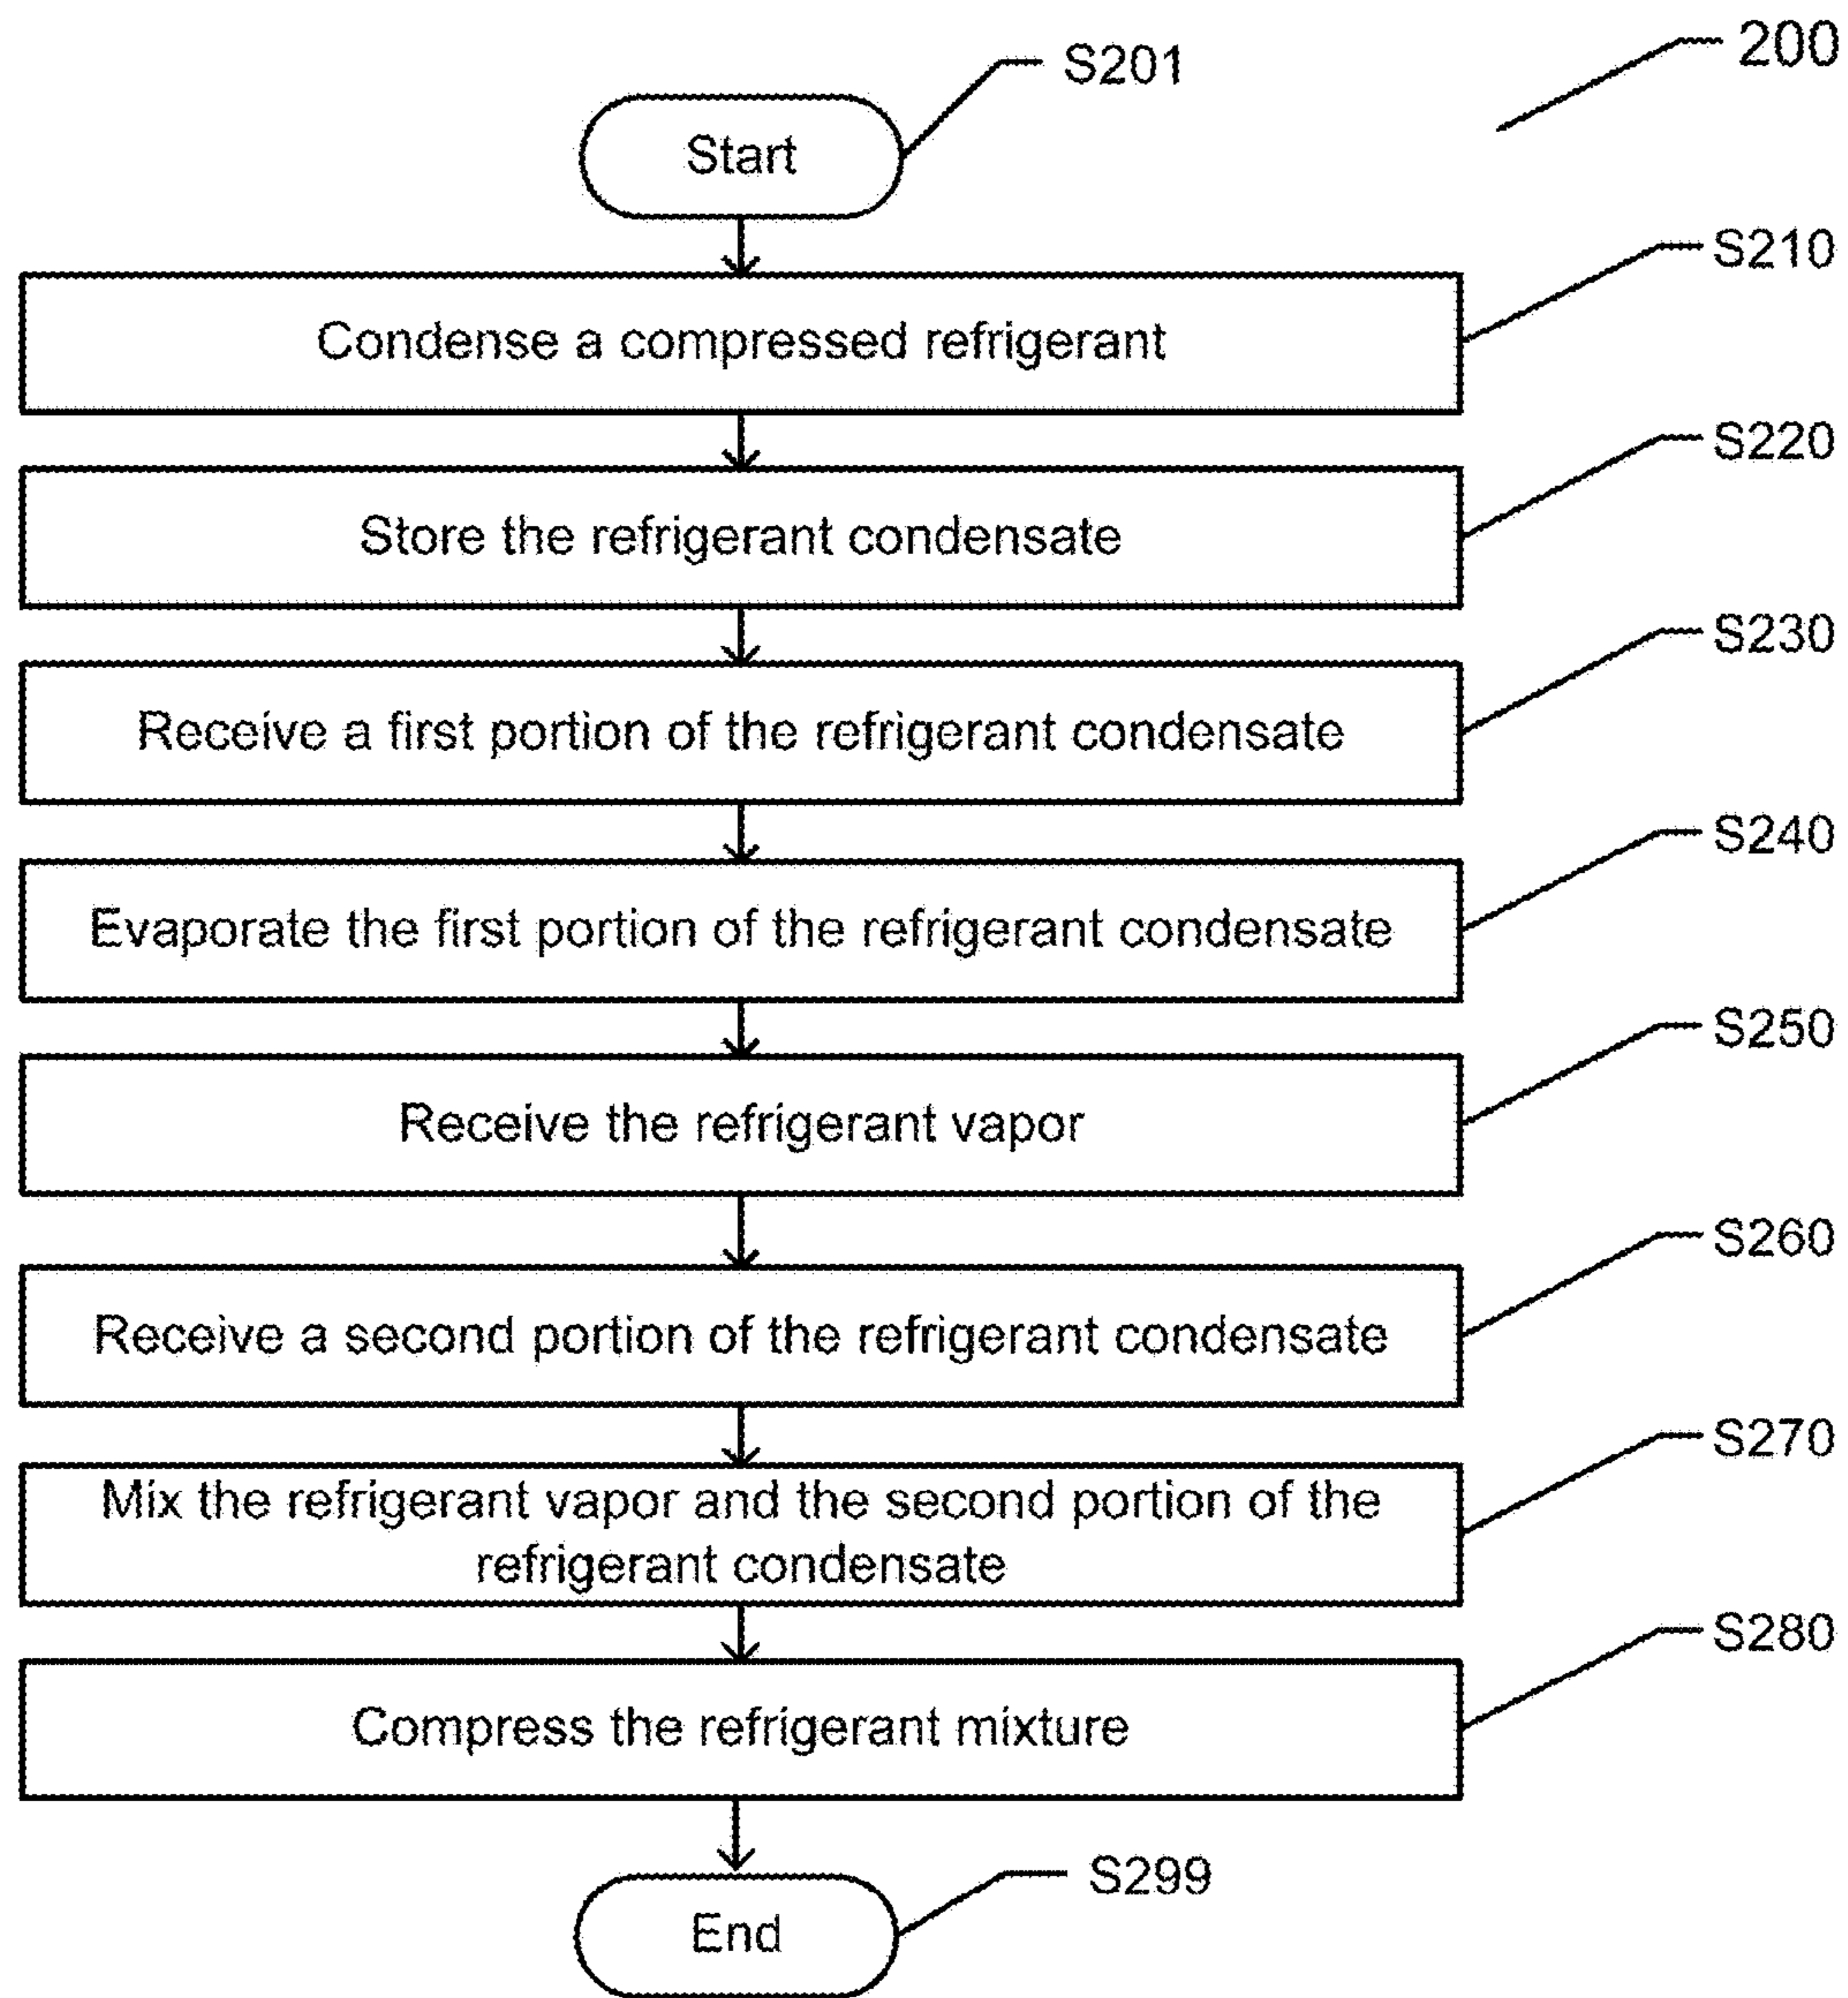 200
S201
Start
S210
Condense a compressed refrigerant
S220
Store the refrigerant condensate
S230
Receive a first portion of the refrigerant condensate
S240
Evaporate the first portion of the refrigerant condensate
S250
Receive the refrigerant vapor
S260
Receive a second portion of the refrigerant condensate
S270
Mix the refrigerant vapor and the second portion of the
refrigerant condensate
S280
Compress the refrigerant mixture
S299
End